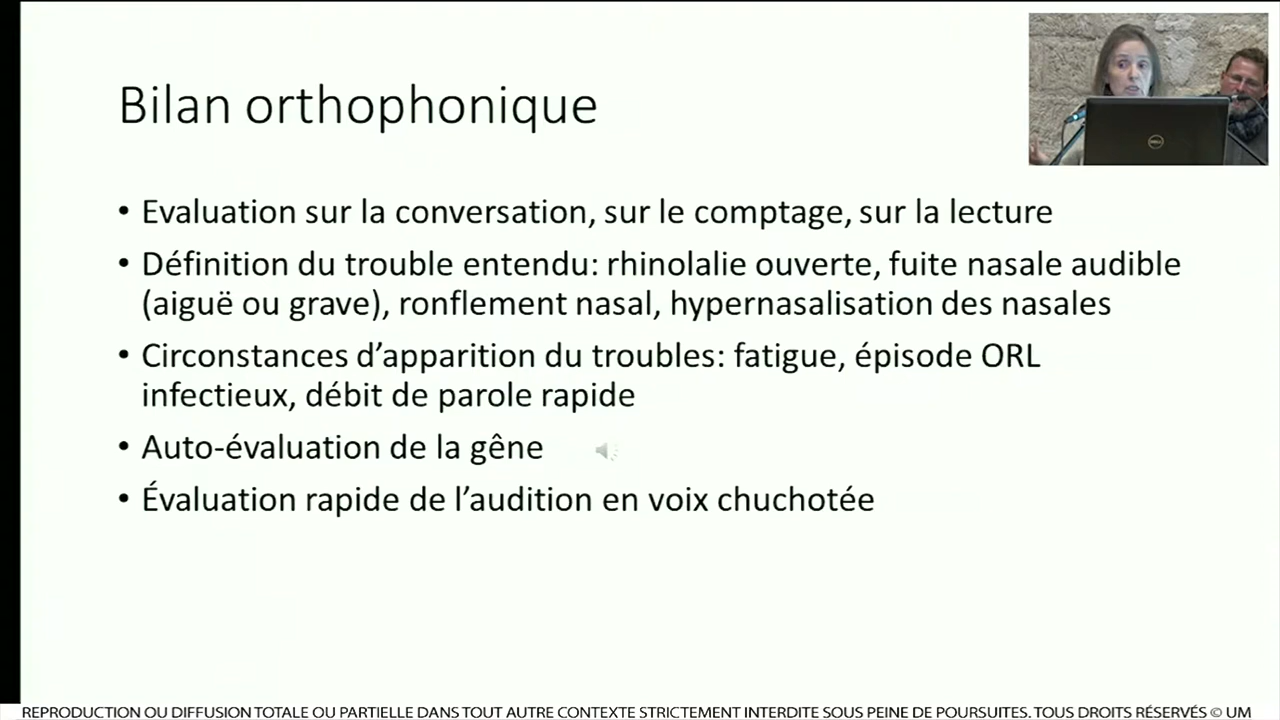 Bilan orthophonique
• Evaluation sur la conversation, sur le comptage, sur la lecture
• Définition du trouble entendu: rhinolalie ouverte, fuite nasale audible
(aiguë ou grave), ronflement nasal, hypernasalisation des nasales
• Circonstances d’apparition du troubles: fatigue, épisode ORL
infectieux, débit de parole rapide
• Auto-évaluation de la gêne
• Évaluation rapide de l’audition en voix chuchotée
REPRODUCTION OU DIFFUSION TOTALE OU PARTIELLE DANS TOUT AUTRE CONTEXTE STRICTEMENT INTERDITE SOUS PEINE DE POURSUITES. TOUS DROITS RÉSERVÉS © UM